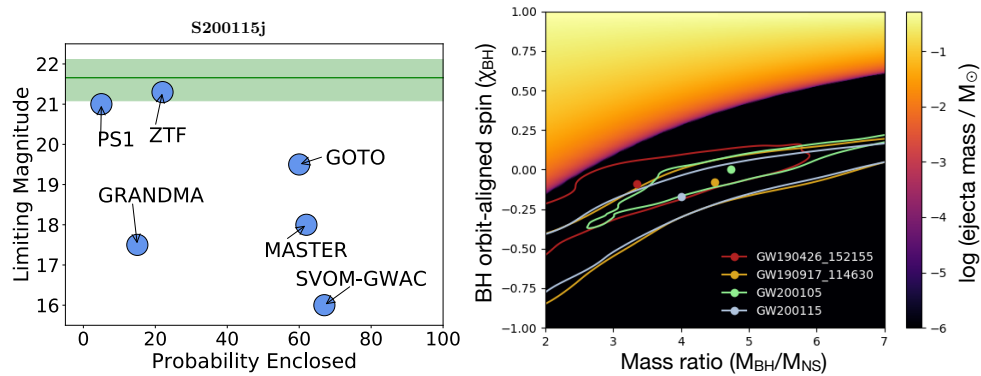 S200115j
22
21
20
19
18
17
16
Limiting Magnitude
PS1
ZTF
GOTO
GRANDMA
MASTER
SVOM-GWAC
0 20 40 60 80 100
Probability Enclosed
1.00
0.75
0.50
0.25
0.00
−0.25
−0.50
−0.75
−1.00
BH orbit-aligned spin (χBH)
GW190426_152155
GW190917_114630
GW200105
GW200115
2 3 4 5 6 7
Mass ratio (MBH/MNS)
−1
−2
−3
−4
−5
−6
log (ejecta mass / M☉)